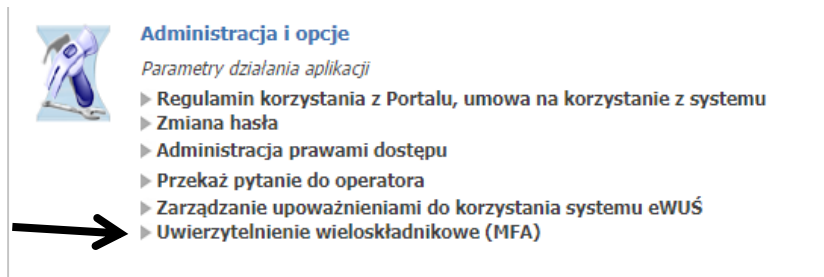 Administracja i opcje
Parametry działania aplikacji
Regulamin korzystania z Portalu, umowa na korzystanie z systemu
Zmiana hasła
Administracja prawami dostępu
Przekaż pytanie do operatora
Zarządzanie upoważnieniami do korzystania systemu eWUŚ
Uwierzytelnienie wieloskładnikowe (MFA)